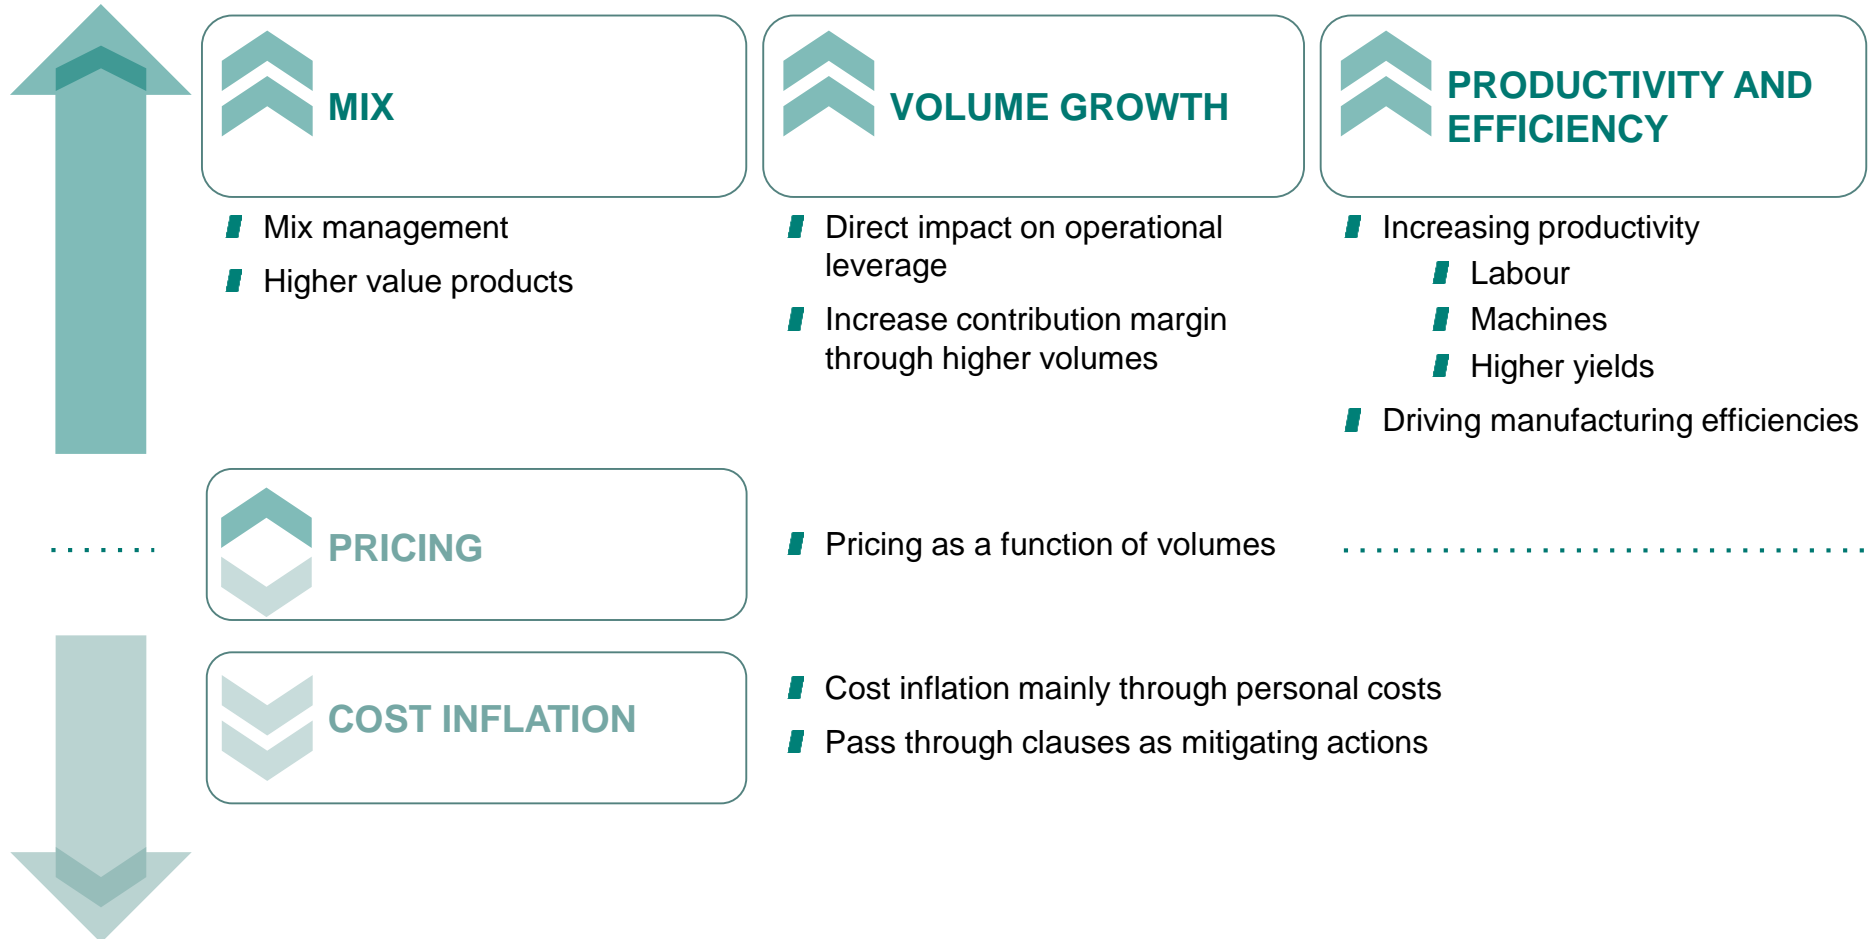 MIX
Mix management
Higher value products
VOLUME GROWTH
Direct impact on operational
leverage
Increase contribution margin
through higher volumes
PRODUCTIVITY AND
EFFICIENCY
Increasing productivity
Labour
Machines
Higher yields
Driving manufacturing efficiencies
PRICING
Pricing as a function of volumes
COST INFLATION
Cost inflation mainly through personal costs
Pass through clauses as mitigating actions